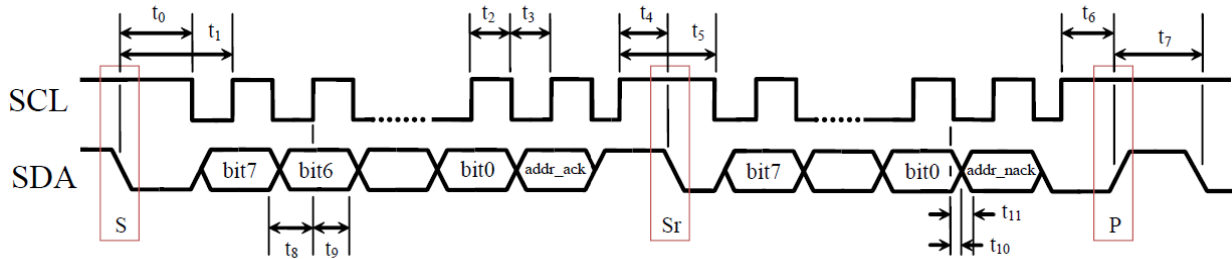 t0 t2 t3 t4 t6
t1 t5 t7
SCL
SDA bit7 bit6 bit0 addr_ack bit7 bit0 addr_nack
S Sr t11 P
t8 t9 t10